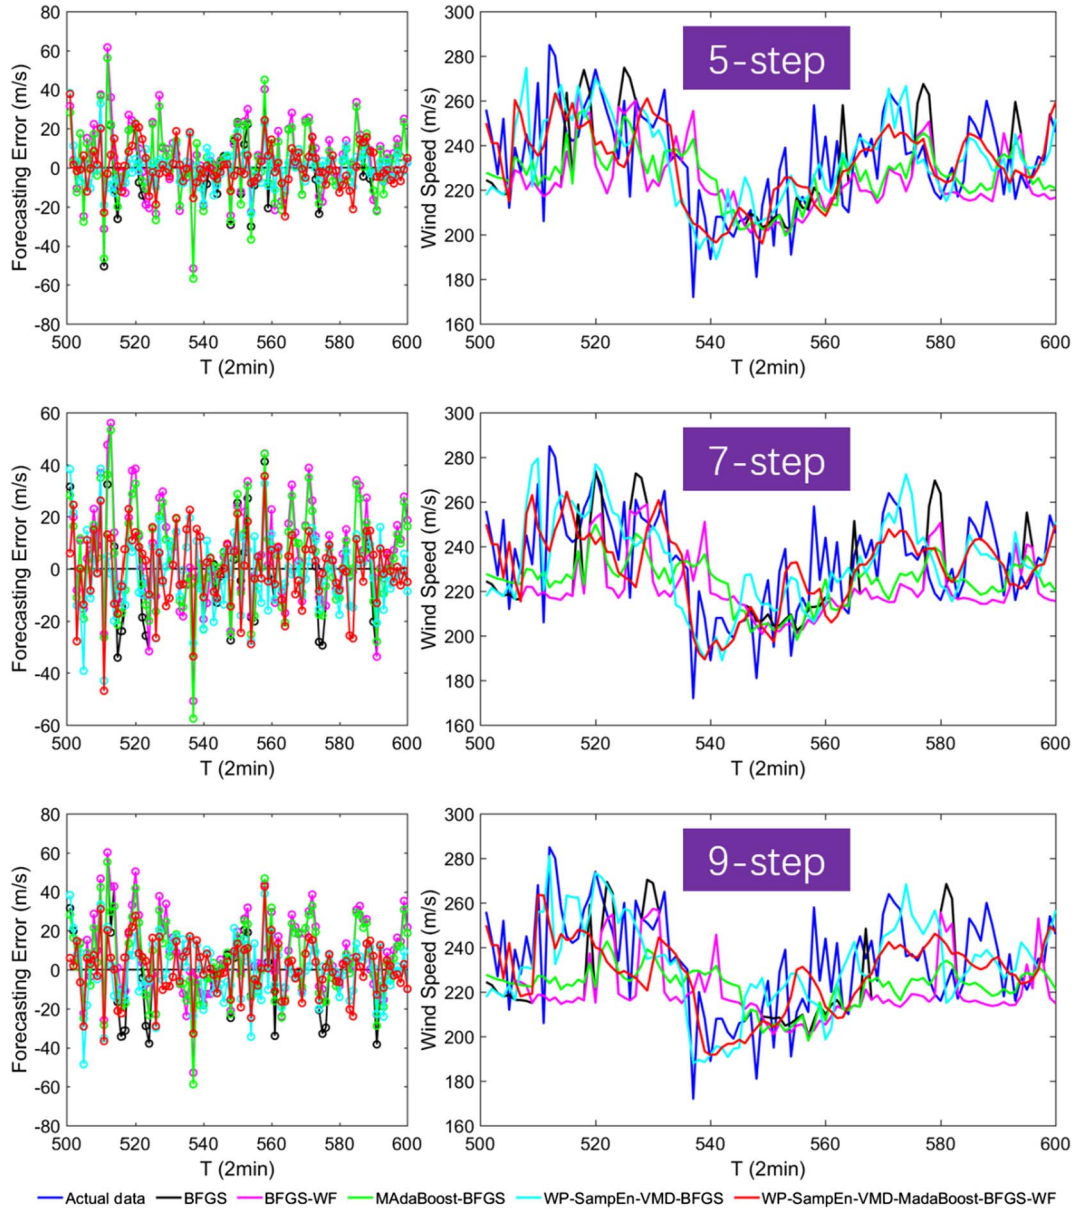 80
60
40
20
0
-20
-40
-60
-80
Forecasting Error (m/s)
500 520 540 560 580 600
T (2min)
300
280
260
240
220
200
180
160
Wind Speed (m/s)
5-step
500 520 540 560 580 600
T (2min)
60
40
20
0
-20
-40
-60
Forecasting Error (m/s)
500 520 540 560 580 600
T (2min)
300
280
260
240
220
200
180
160
Wind Speed (m/s)
7-step
500 520 540 560 580 600
T (2min)
80
60
40
20
0
-20
-40
-60
-80
Forecasting Error (m/s)
500 520 540 560 580 600
T (2min)
300
280
260
240
220
200
180
160
Wind Speed (m/s)
9-step
500 520 540 560 580 600
T (2min)
Actual data BFGS BFGS-WF MAdaBoost-BFGS WP-SampEn-VMD-BFGS WP-SampEn-VMD-MadaBoost-BFGS-WF